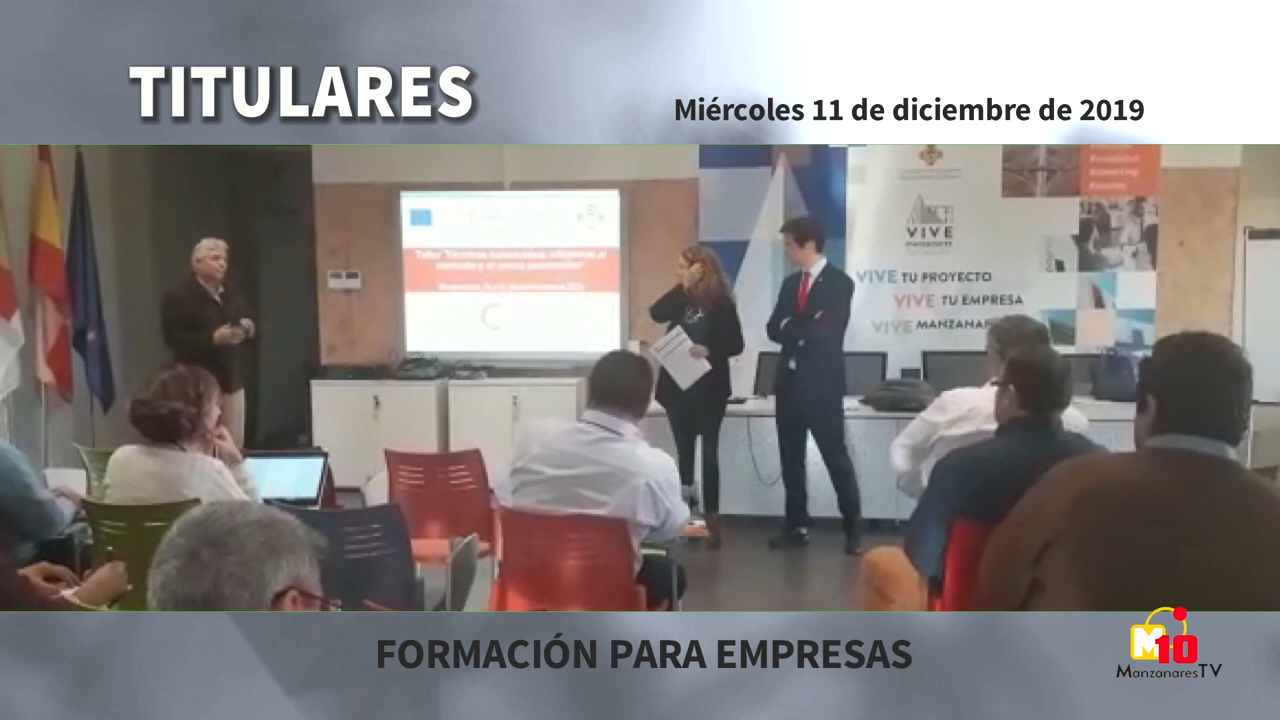 TITULARES
Miércoles 11 de diciembre de 2019
VIVE
manzanares
VIVE TU PROYECTO
VIVE TU EMPRESA
VIVE MANZANAR
FORMACIÓN PARA EMPRESAS
M10
ManzanaresTV